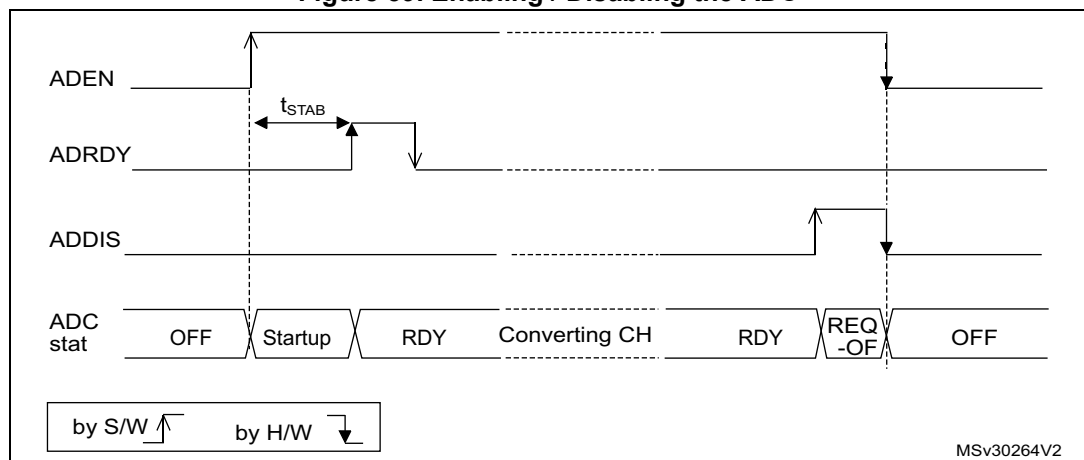 ADEN
tSTAB
ADRDY
ADDIS
ADC
stat
OFF
Startup
RDY
Converting CH
RDY
REQ
-OF
OFF
by S/W
by H/W
MSv30264V2